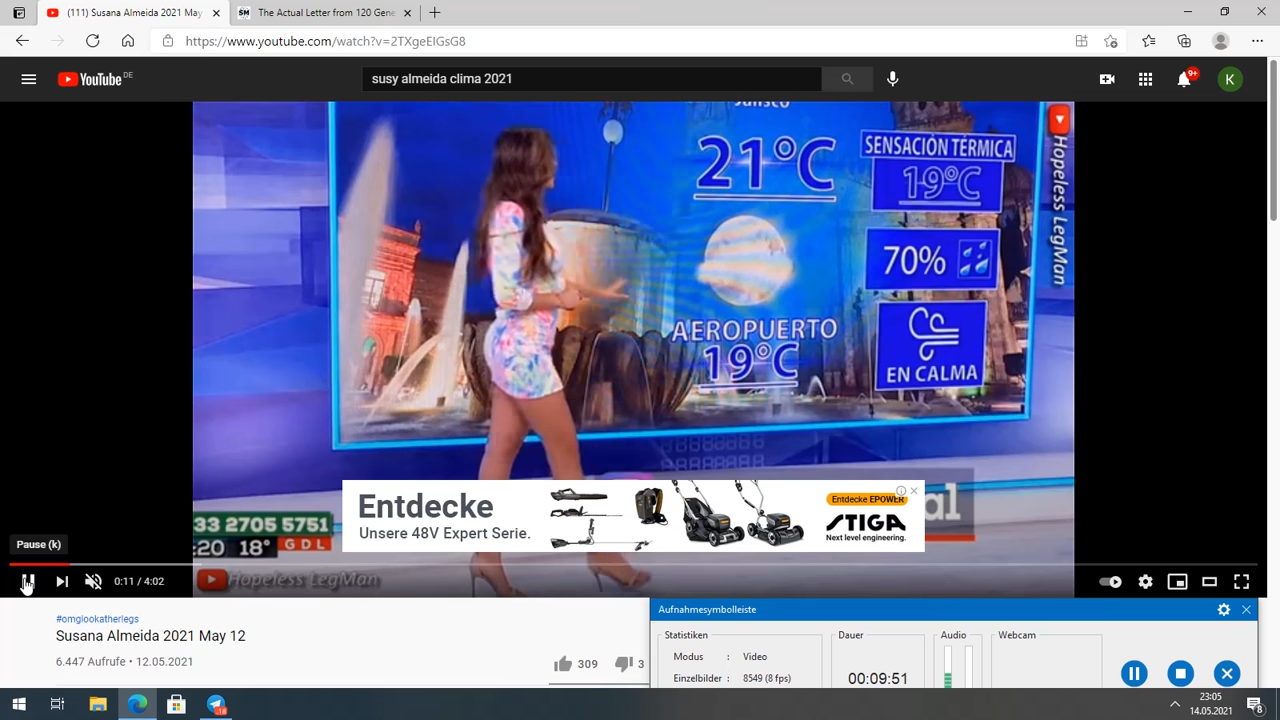 (111) Susana Almeida 2021 May
The Actual Letter from 120 Gene
https://www.youtube.com/watch?v=2TXgeEIGsG8
YouTube DE
susy almeida clima 2021
9+
K
Jalisco
21°C
SENSACIÓN TÉRMICA
19°C
70%
AEROPUERTO
19°C
EN CALMA
Hopeless LegMan
Entdecke
Unsere 48V Expert Serie.
Entdecke EPOWER
STIGA
Next level engineering.
al
33 2705 5751
:20 18° GDL
Pause (k)
0:11 / 4:02
Hopeless LegMan
#omglookatherlegs
Susana Almeida 2021 May 12
6.447 Aufrufe • 12.05.2021
309
3
Aufnahmesymbolleiste
Statistiken
Modus : Video
Einzelbilder : 8549 (8 fps)
Dauer
00:09:51
Audio
Webcam
23:05
14.05.2021
8